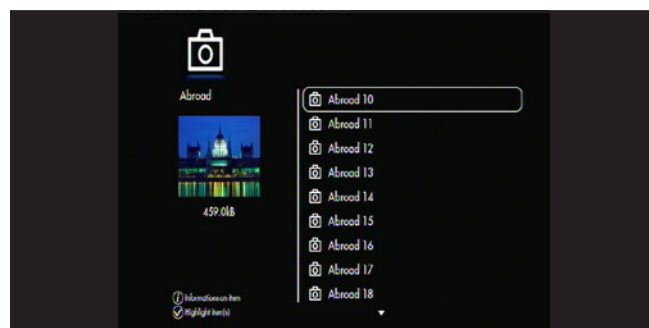 Abroad
459.0kB
Informations on item
Highlight item(s)
Abroad 10
Abroad 11
Abroad 12
Abroad 13
Abroad 14
Abroad 15
Abroad 16
Abroad 17
Abroad 18